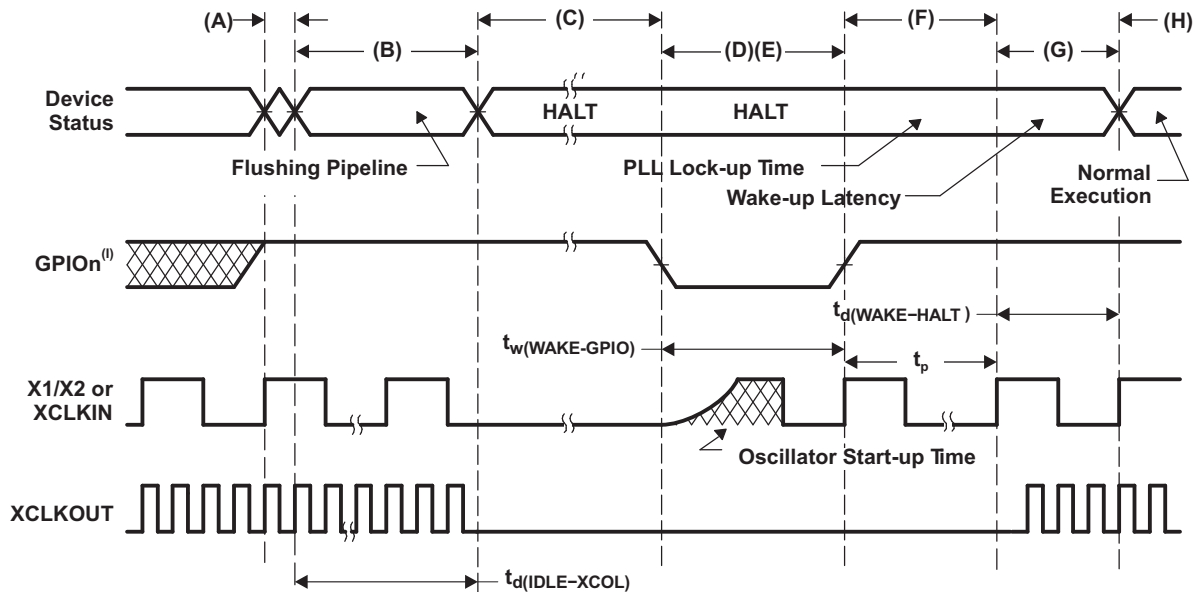 (A)
(B)
(C)
(D)(E)
(F)
(G)
(H)
Device
Status
HALT
HALT
Flushing Pipeline
PLL Lock-up Time
Wake-up Latency
Normal
Execution
GPIOn(I)
td(WAKE−HALT )
tw(WAKE-GPIO)
tp
X1/X2 or
XCLKIN
Oscillator Start-up Time
XCLKOUT
td(IDLE−XCOL)